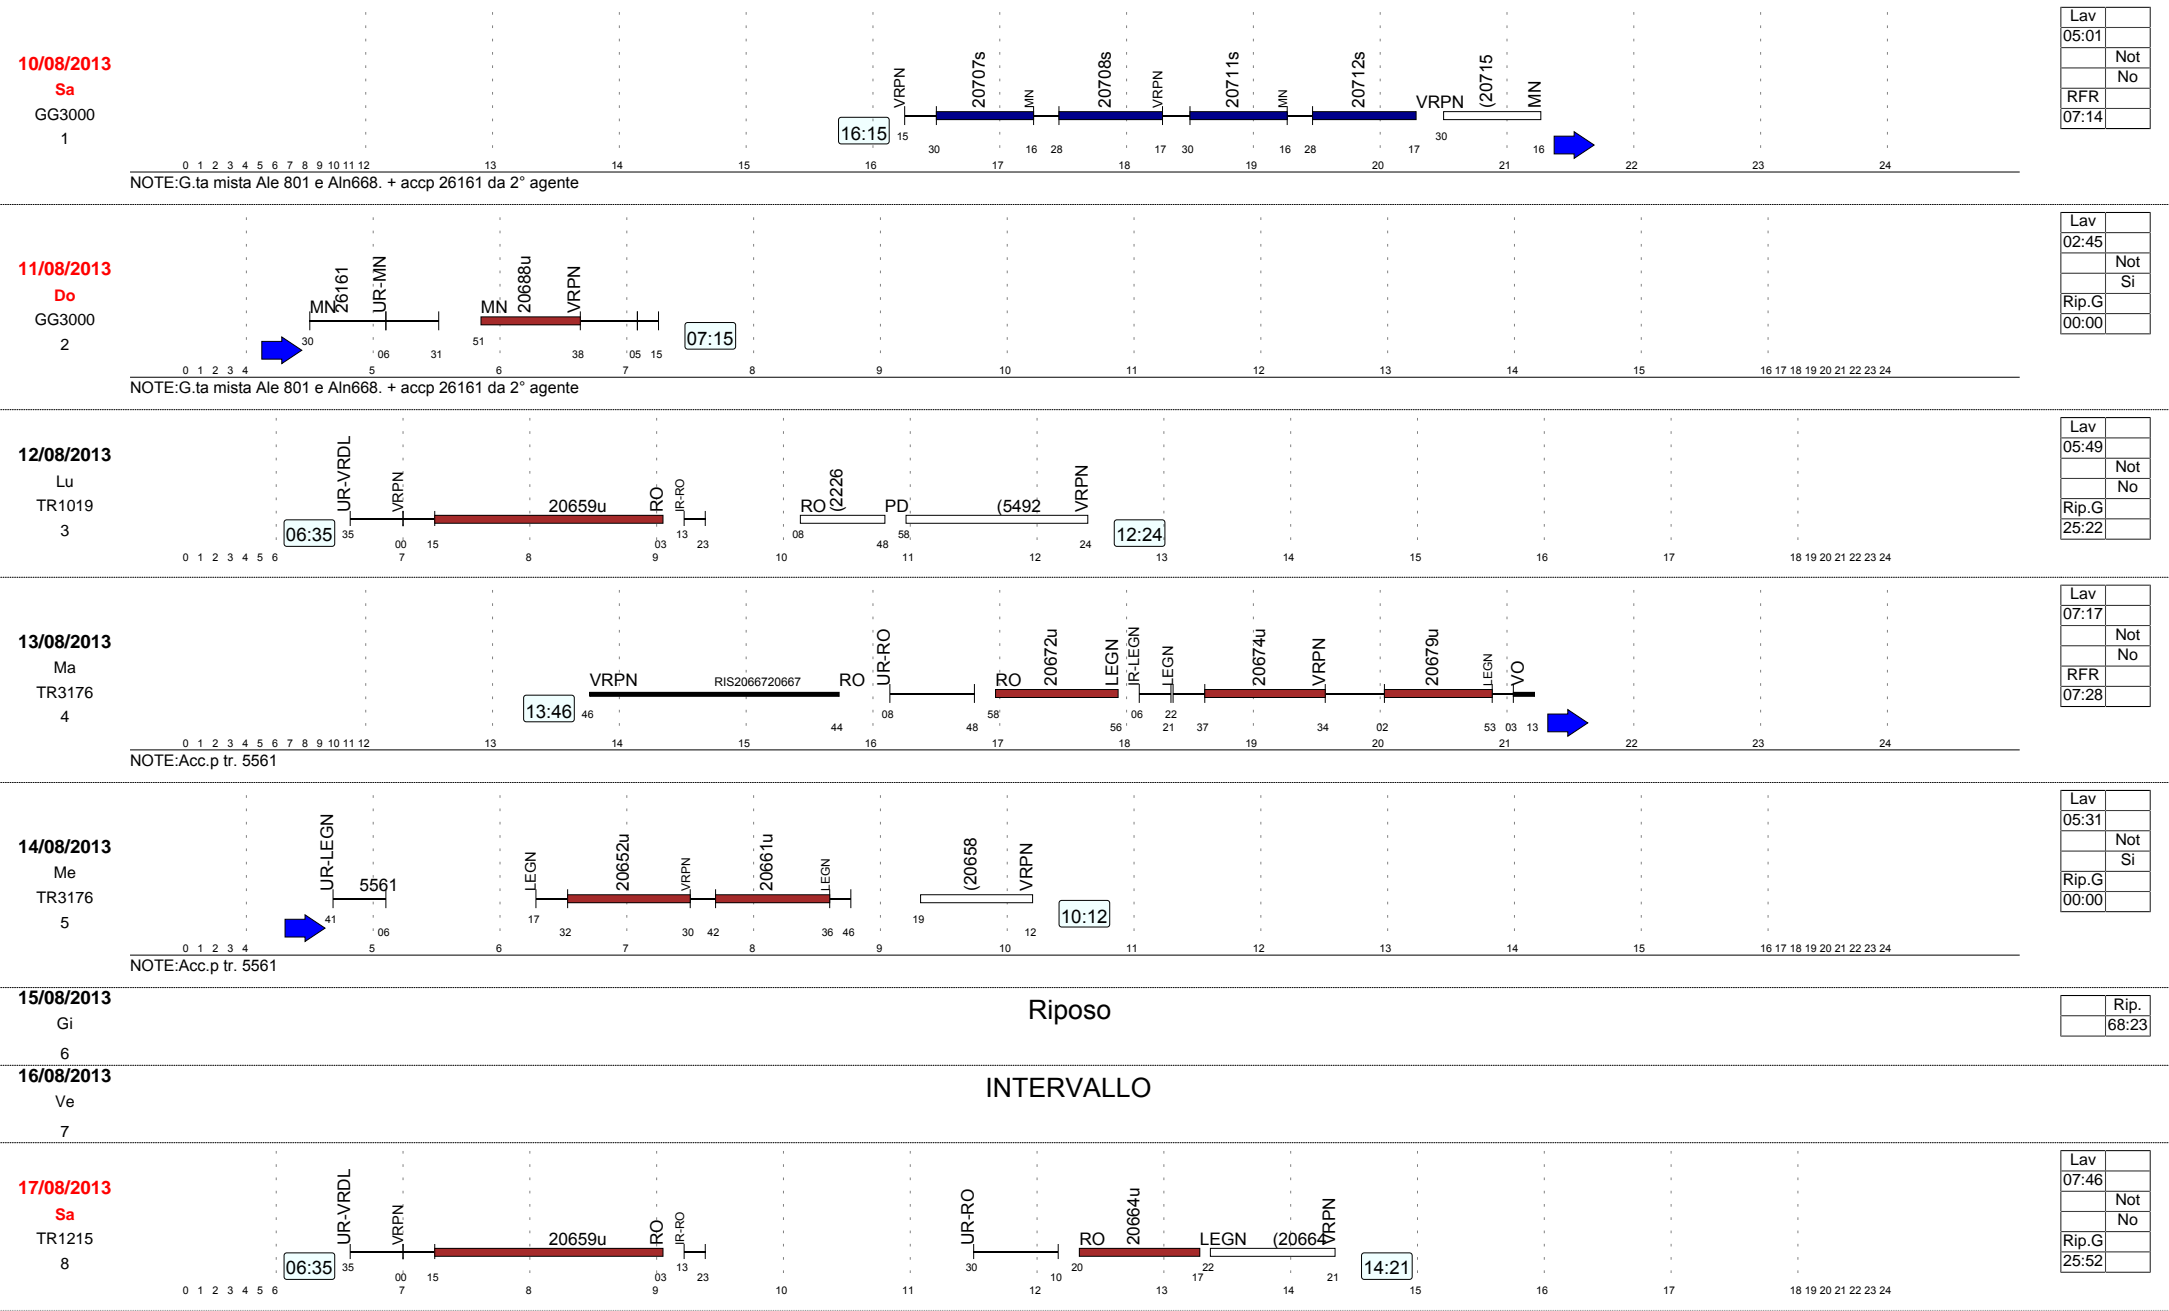 10/08/2013
Sa
GG3000
1
16:15
VRPN 20707s MN 20708s VRPN 20711s MN 20712s VRPN (20715 MN
15 30 16 28 17 30 16 28 17 30 16
0 1 2 3 4 5 6 7 8 9 10 11 12 13 14 15 16 17 18 19 20 21 22 23 24
NOTE:G.ta mista Ale 801 e Aln668. + accp 26161 da 2° agente
Lav
05:01
Not
No
RFR
07:14
11/08/2013
Do
GG3000
2
MN 26161 UR-MN MN 20688u VRPN
30 06 31 51 38 05 15
07:15
0 1 2 3 4 5 6 7 8 9 10 11 12 13 14 15 16 17 18 19 20 21 22 23 24
NOTE:G.ta mista Ale 801 e Aln668. + accp 26161 da 2° agente
Lav
02:45
Not
Si
Rip.G
00:00
12/08/2013
Lu
TR1019
3
06:35
UR-VRDL VRPN 20659u RO IR-RO RO (2226 PD (5492 VRPN
35 00 15 03 13 23 08 48 58 24
12:24
0 1 2 3 4 5 6 7 8 9 10 11 12 13 14 15 16 17 18 19 20 21 22 23 24
Lav
05:49
Not
No
Rip.G
25:22
13/08/2013
Ma
TR3176
4
13:46
VRPN RIS2066720667 RO UR-RO RO 20672u LEGN IR-LEGN LEGN 20674u VRPN 20679u LEGN VO
46 44 08 48 58 56 06 21 22 37 34 02 53 03 13
0 1 2 3 4 5 6 7 8 9 10 11 12 13 14 15 16 17 18 19 20 21 22 23 24
NOTE:Acc.p tr. 5561
Lav
07:17
Not
No
RFR
07:28
14/08/2013
Me
TR3176
5
UR-LEGN 5561 LEGN 20652u VRPN 20661u LEGN (20658 VRPN
41 06 17 32 30 42 36 46 19 12
10:12
0 1 2 3 4 5 6 7 8 9 10 11 12 13 14 15 16 17 18 19 20 21 22 23 24
NOTE:Acc.p tr. 5561
Lav
05:31
Not
Si
Rip.G
00:00
15/08/2013
Gi
6
Riposo
Rip.
68:23
16/08/2013
Ve
7
INTERVALLO
17/08/2013
Sa
TR1215
8
06:35
UR-VRDL VRPN 20659u RO IR-RO UR-RO RO 20664u LEGN (20664 VRPN
35 00 15 03 13 23 30 10 20 17 22 21
14:21
0 1 2 3 4 5 6 7 8 9 10 11 12 13 14 15 16 17 18 19 20 21 22 23 24
Lav
07:46
Not
No
Rip.G
25:52